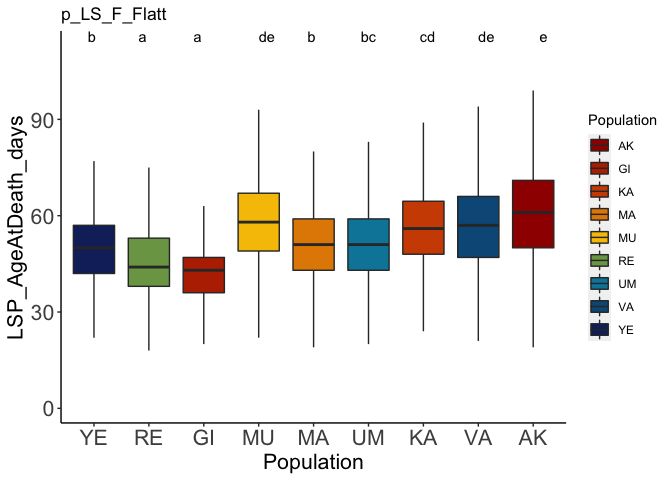 p_LS_F_Flatt
b a a de b bc cd de e
LSP_AgeAtDeath_days
90
60
30
0
YE RE GI MU MA UM KA VA AK
Population
Population
AK
GI
KA
MA
MU
RE
UM
VA
YE